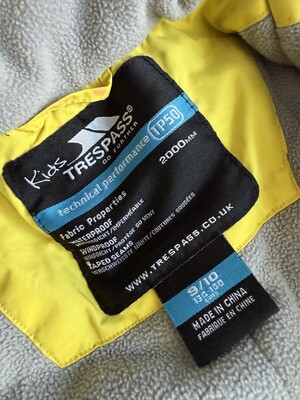 Kids
TRESPASS®
GO FURTHER
technical performance TP50
2000MM
Fabric Properties
WATERPROOF
WINDPROOF
TAPED SEAMS
WWW.TRESPASS.CO.UK
9/10
MADE IN CHINA
FABRIQUE EN CHINE